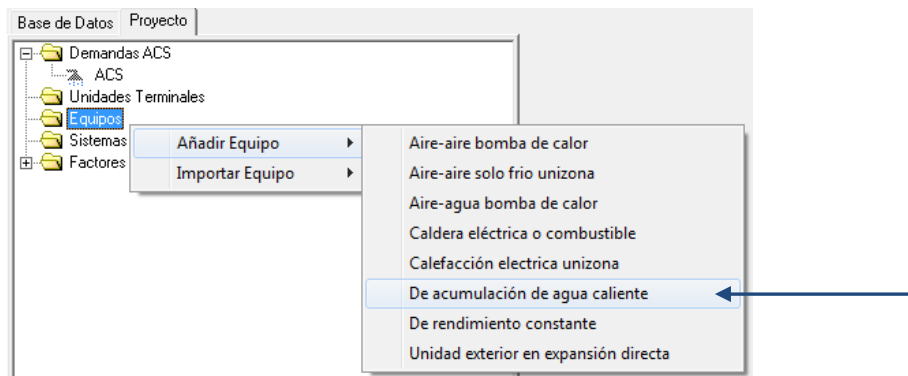 Base de Datos Proyecto
Demandas ACS
ACS
Unidades Terminales
Equipos
Sistemas
Factores
Añadir Equipo
Importar Equipo
Aire-aire bomba de calor
Aire-aire solo frio unizona
Aire-agua bomba de calor
Caldera eléctrica o combustible
Calefacción electrica unizona
De acumulación de agua caliente
De rendimiento constante
Unidad exterior en expansión directa